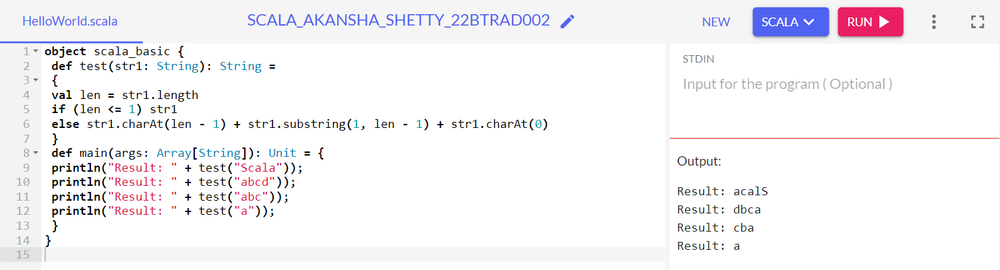 HelloWorld.scala
SCALA_AKANSHA_SHETTY_22BTRAD002
NEW
SCALA
RUN
1 object scala_basic {
2 def test(str1: String): String =
3 {
4 val len = str1.length
5 if (len <= 1) str1
6 else str1.charAt(len - 1) + str1.substring(1, len - 1) + str1.charAt(0)
7 }
8 def main(args: Array[String]): Unit = {
9 println("Result: " + test("Scala"));
10 println("Result: " + test("abcd"));
11 println("Result: " + test("abc"));
12 println("Result: " + test("a"));
13 }
14 }
15
STDIN
Input for the program ( Optional )
Output:
Result: acalS
Result: dbca
Result: cba
Result: a